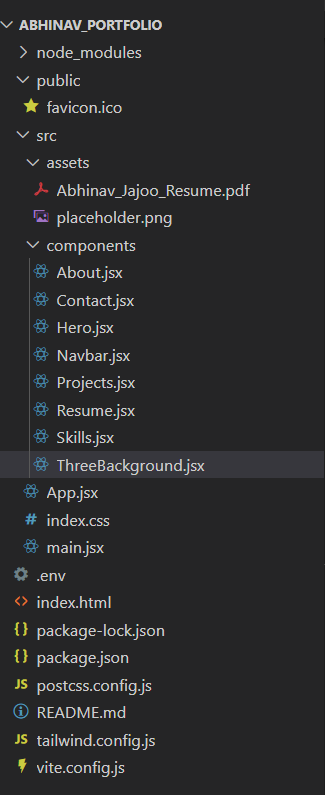 ABHINAV_PORTFOLIO
node_modules
public
favicon.ico
src
assets
Abhinav_Jajoo_Resume.pdf
placeholder.png
components
About.jsx
Contact.jsx
Hero.jsx
Navbar.jsx
Projects.jsx
Resume.jsx
Skills.jsx
ThreeBackground.jsx
App.jsx
# index.css
main.jsx
.env
<> index.html
{} package-lock.json
{} package.json
JS postcss.config.js
README.md
JS tailwind.config.js
vite.config.js